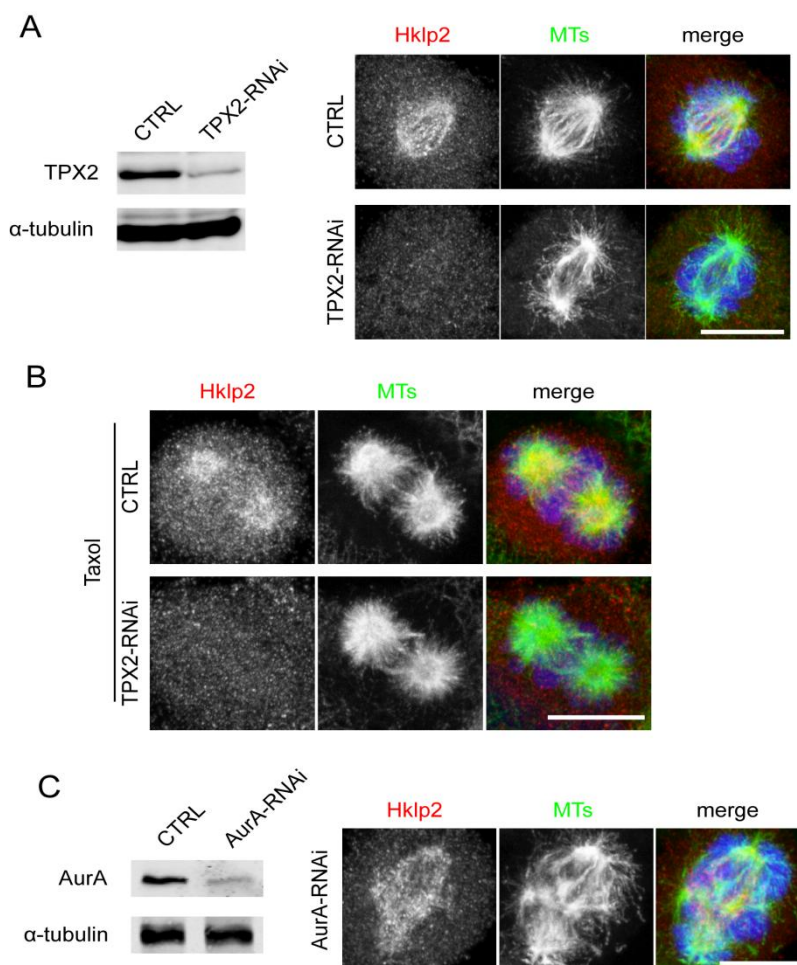 A
CTRL
TPX2-RNAi
TPX2
α-tubulin
Hklp2 MTs merge
CTRL
TPX2-RNAi
B
Hklp2 MTs merge
Taxol
CTRL
TPX2-RNAi
C
CTRL
AurA-RNAi
AurA
α-tubulin
Hklp2 MTs merge
AurA-RNAi